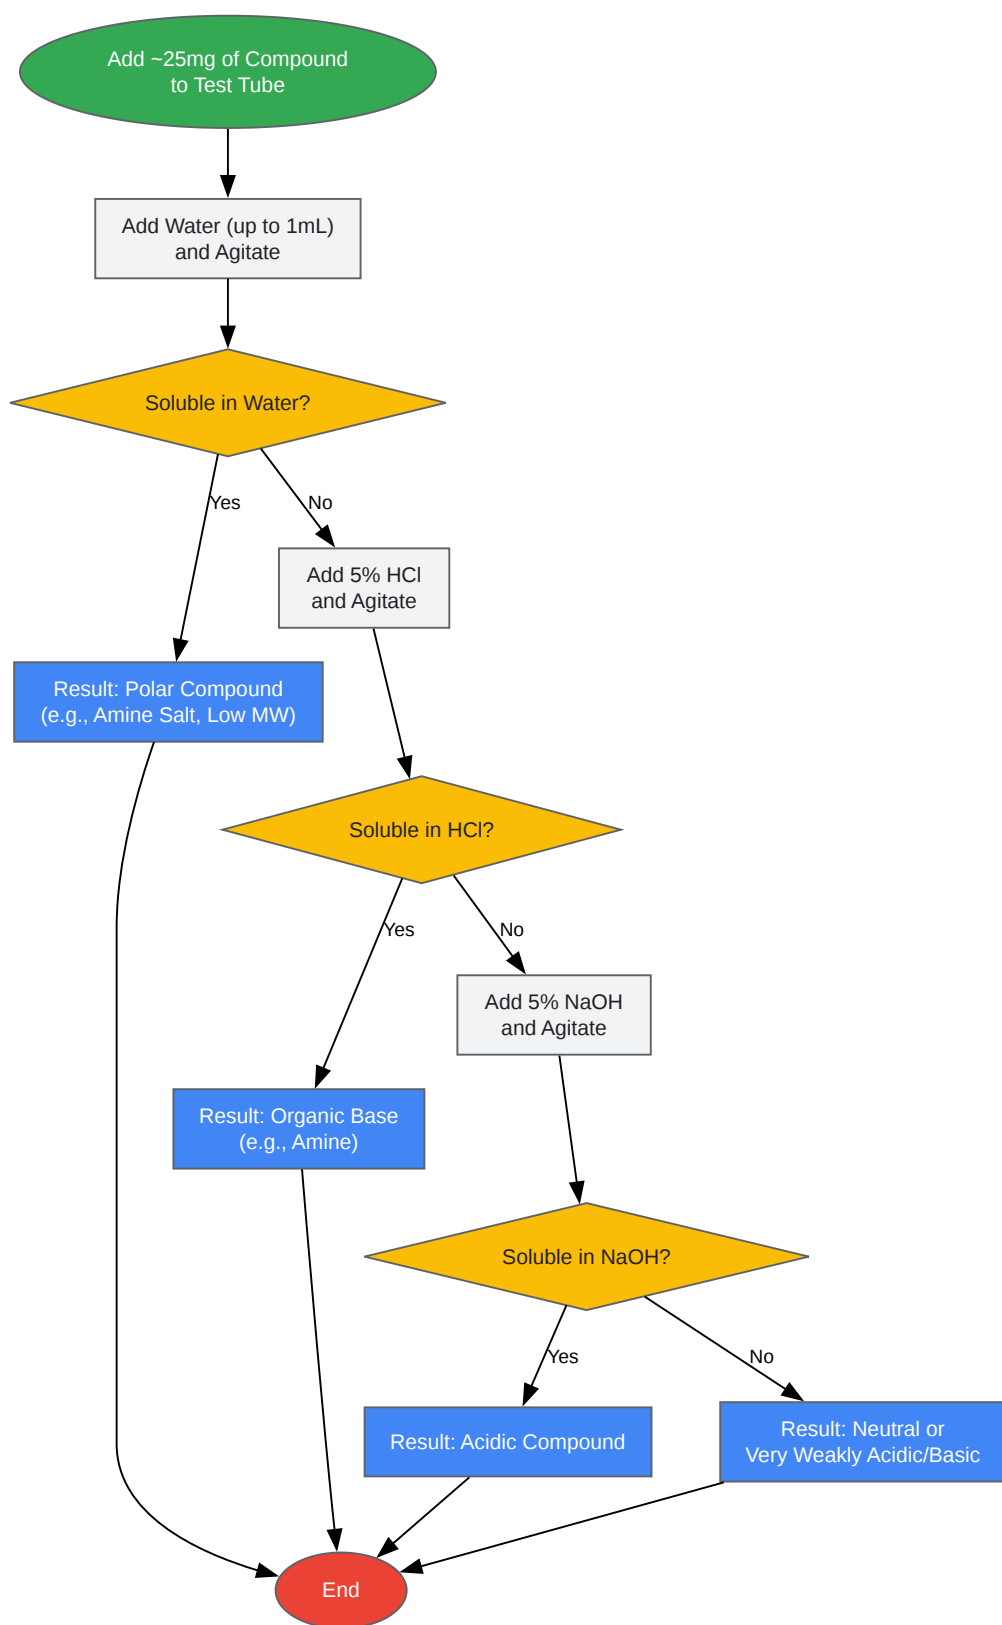 Add ~25mg of Compound
to Test Tube
Add Water (up to 1mL)
and Agitate
Soluble in Water?
Yes
No
Add 5% HCl
and Agitate
Result: Polar Compound
(e.g., Amine Salt, Low MW)
Soluble in HCl?
Yes
No
Add 5% NaOH
and Agitate
Result: Organic Base
(e.g., Amine)
Soluble in NaOH?
Yes
No
Result: Acidic Compound
Result: Neutral or
Very Weakly Acidic/Basic
End